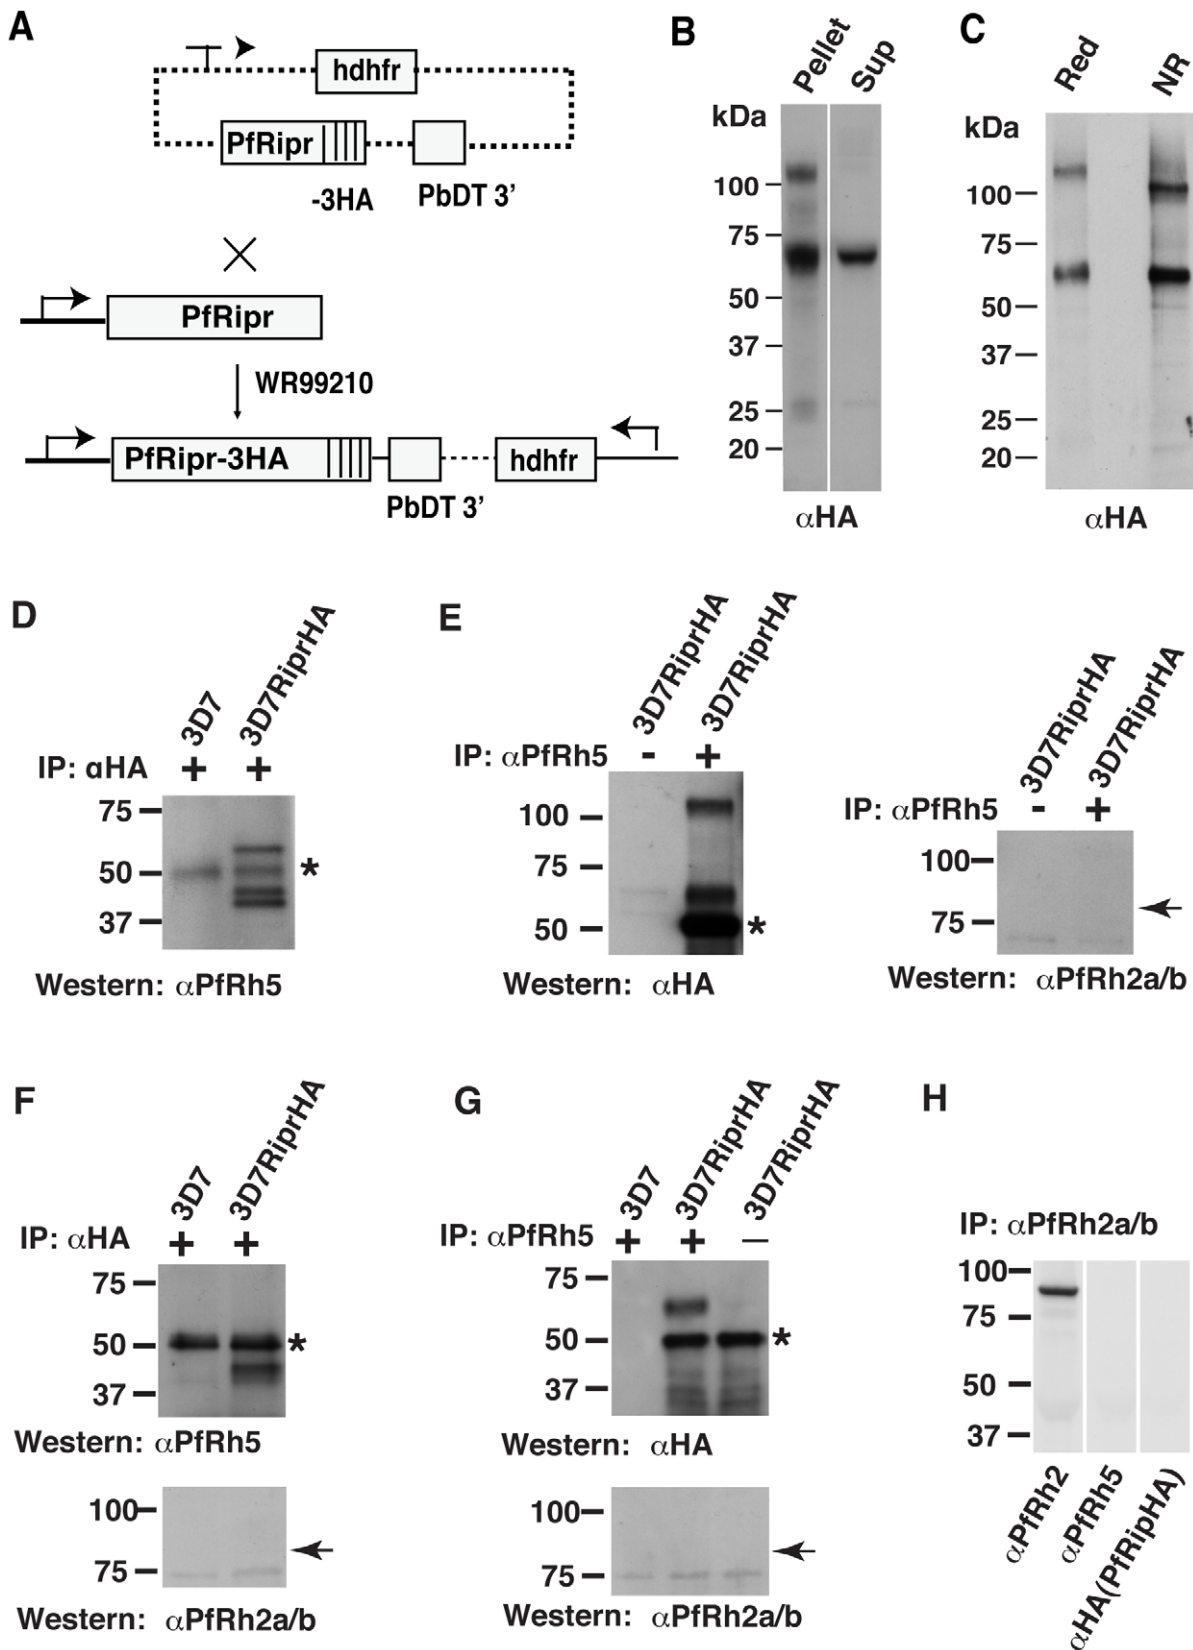 A
hdhfr
PfRipr
-3HA
PbDT 3'
PfRipr
WR99210
PfRipr-3HA
hdhfr
PbDT 3'
B
Pellet
Sup
kDa
100
75
50
37
25
20
αHA
C
Red
NR
kDa
100
75
50
37
25
20
αHA
D
3D7
3D7RiprHA
IP: αHA + +
75
50 *
37
Western: αPfRh5
E
3D7RiprHA
3D7RiprHA
IP: αPfRh5 - +
100
75
50 *
Western: αHA
3D7RiprHA
3D7RiprHA
IP: αPfRh5 - +
100
75
Western: αPfRh2a/b
F
3D7
3D7RiprHA
IP: αHA + +
75
50 *
37
Western: αPfRh5
100
75
Western: αPfRh2a/b
G
3D7
3D7RiprHA
3D7RiprHA
IP: αPfRh5 + + —
75
50 *
37
Western: αHA
100
75
Western: αPfRh2a/b
H
IP: αPfRh2a/b
100
75
50
37
αPfRh2
αPfRh5
αHA(PfRipHA)